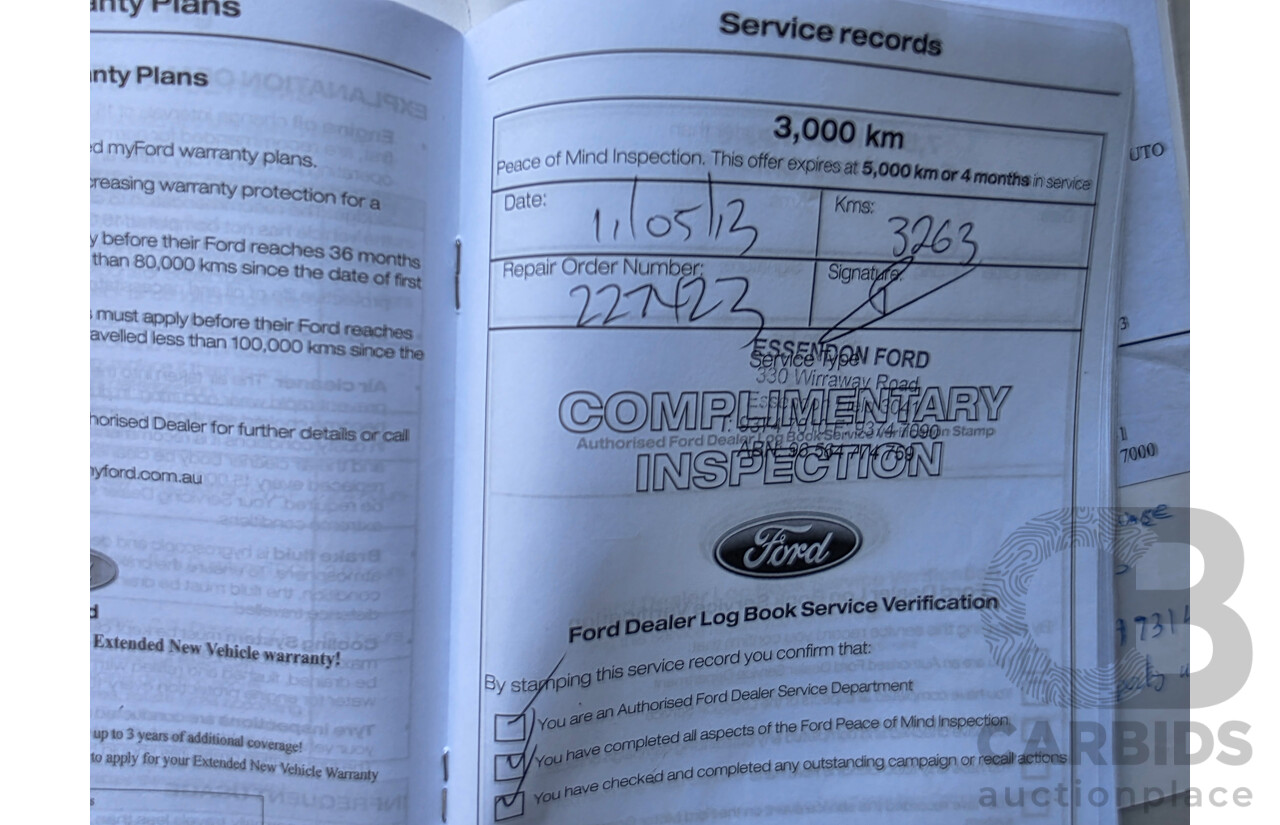 nty Plans
nty Plans
d myFord warranty plans.
creasing warranty protection for a
y before their Ford reaches 36 months
than 80,000 kms since the date of first
must apply before their Ford reaches
avelled less than 100,000 kms since the
horised Dealer for further details or call
yford.com.au
d
Extended New Vehicle warranty!
up to 3 years of additional coverage!
to apply for your Extended New Vehicle Warranty
s
Service records
3,000 km
Peace of Mind Inspection. This offer expires at 5,000 km or 4 months in service
Date: 11/05/13 Kms: 3263
Repair Order Number: 227423 Signature:
ESSENDON FORD
Service Type
330 Wirraway Road
COMPLIMENTARY
Authorised Ford Dealer Log Book Service Verification Stamp
INSPECTION
Ford
Ford Dealer Log Book Service Verification
By stamping this service record you confirm that:
You are an Authorised Ford Dealer Service Department
You have completed all aspects of the Ford Peace of Mind Inspection
You have checked and completed any outstanding campaign or recall actions
UTO
3
1
7000
CARBIDS
auctionplace